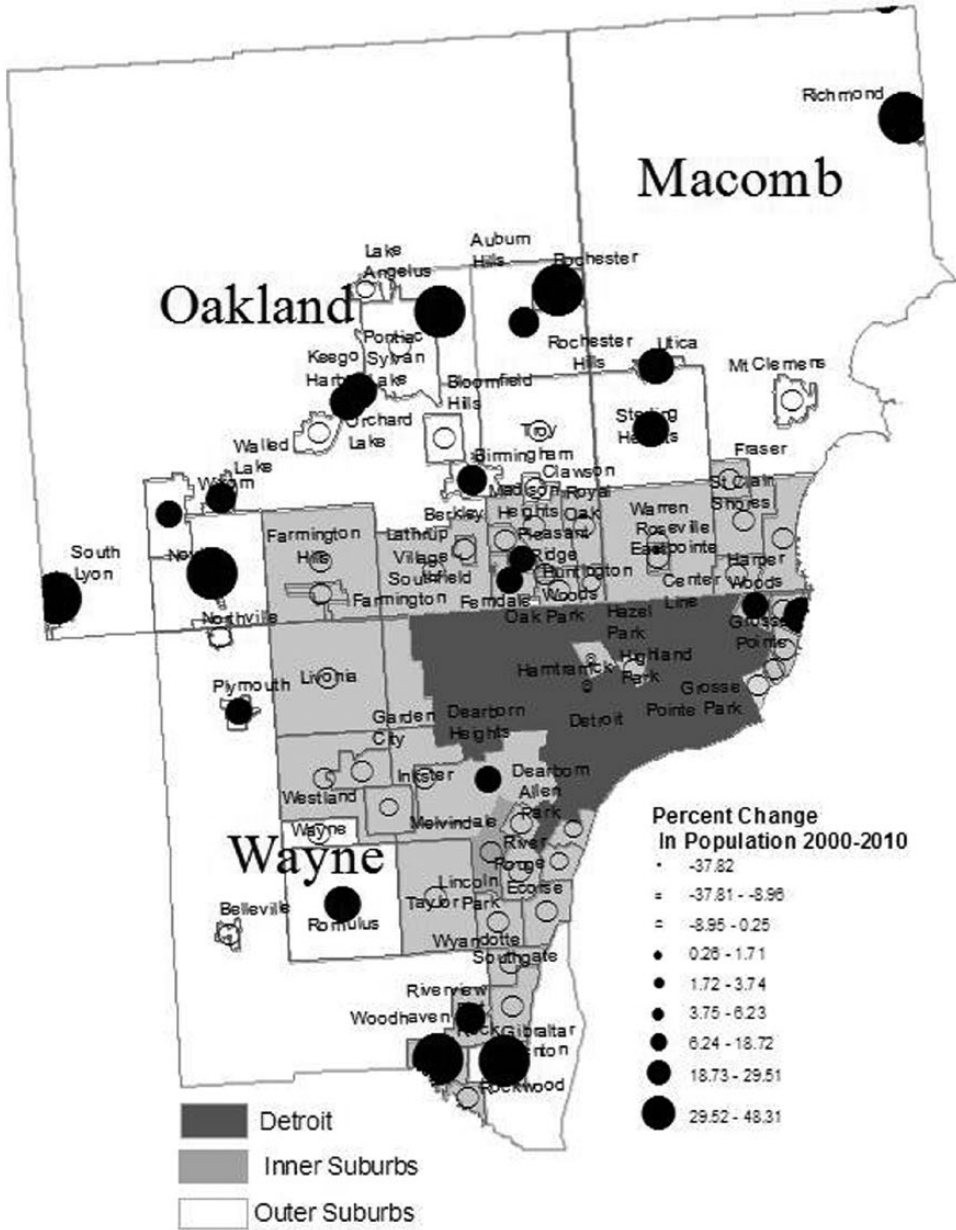 Richmond
Macomb
Lake
Angelus
Auburn
Hills
Rochester
Oakland
Pontiac
Keego
Sylvan
Harb
Lake
Rochester
Hills
Utica
Mt Clemens
Bloomfield
Hills
Orchard
Lake
Walled
Lake
Troy
Sterling
Heights
Birmingham
Clawson
Fraser
Madison
Heights
Royal
Oak
St Clair
Shores
Berkley
Warren
Roseville
Eastpointe
Farmington
Hills
Lathrup
Village
Southfield
Pleasant
Ridge
Huntington
Woods
South
Lyon
Farmington
Ferndale
Center
Line
Harper
Woods
Northville
Oak Park
Hazel
Park
Grosse
Pointe
Livonia
Hamtramck
Highland
Park
Plymouth
Grosse
Pointe Park
Garden
City
Dearborn
Heights
Detroit
Inkster
Dearborn
Westland
Allen
Park
Melvindale
Wayne
Wayne
River
Rouge
Lincoln
Park
Ecorse
Taylor
Belleville
Romulus
Wyandotte
Southgate
Riverview
Woodhaven
Rock
Gibraltar
Rockwood
Percent Change
In Population 2000-2010
-37.82
-37.81 - -8.96
-8.95 - 0.25
0.26 - 1.71
1.72 - 3.74
3.75 - 6.23
6.24 - 18.72
18.73 - 29.51
29.52 - 48.31
Detroit
Inner Suburbs
Outer Suburbs